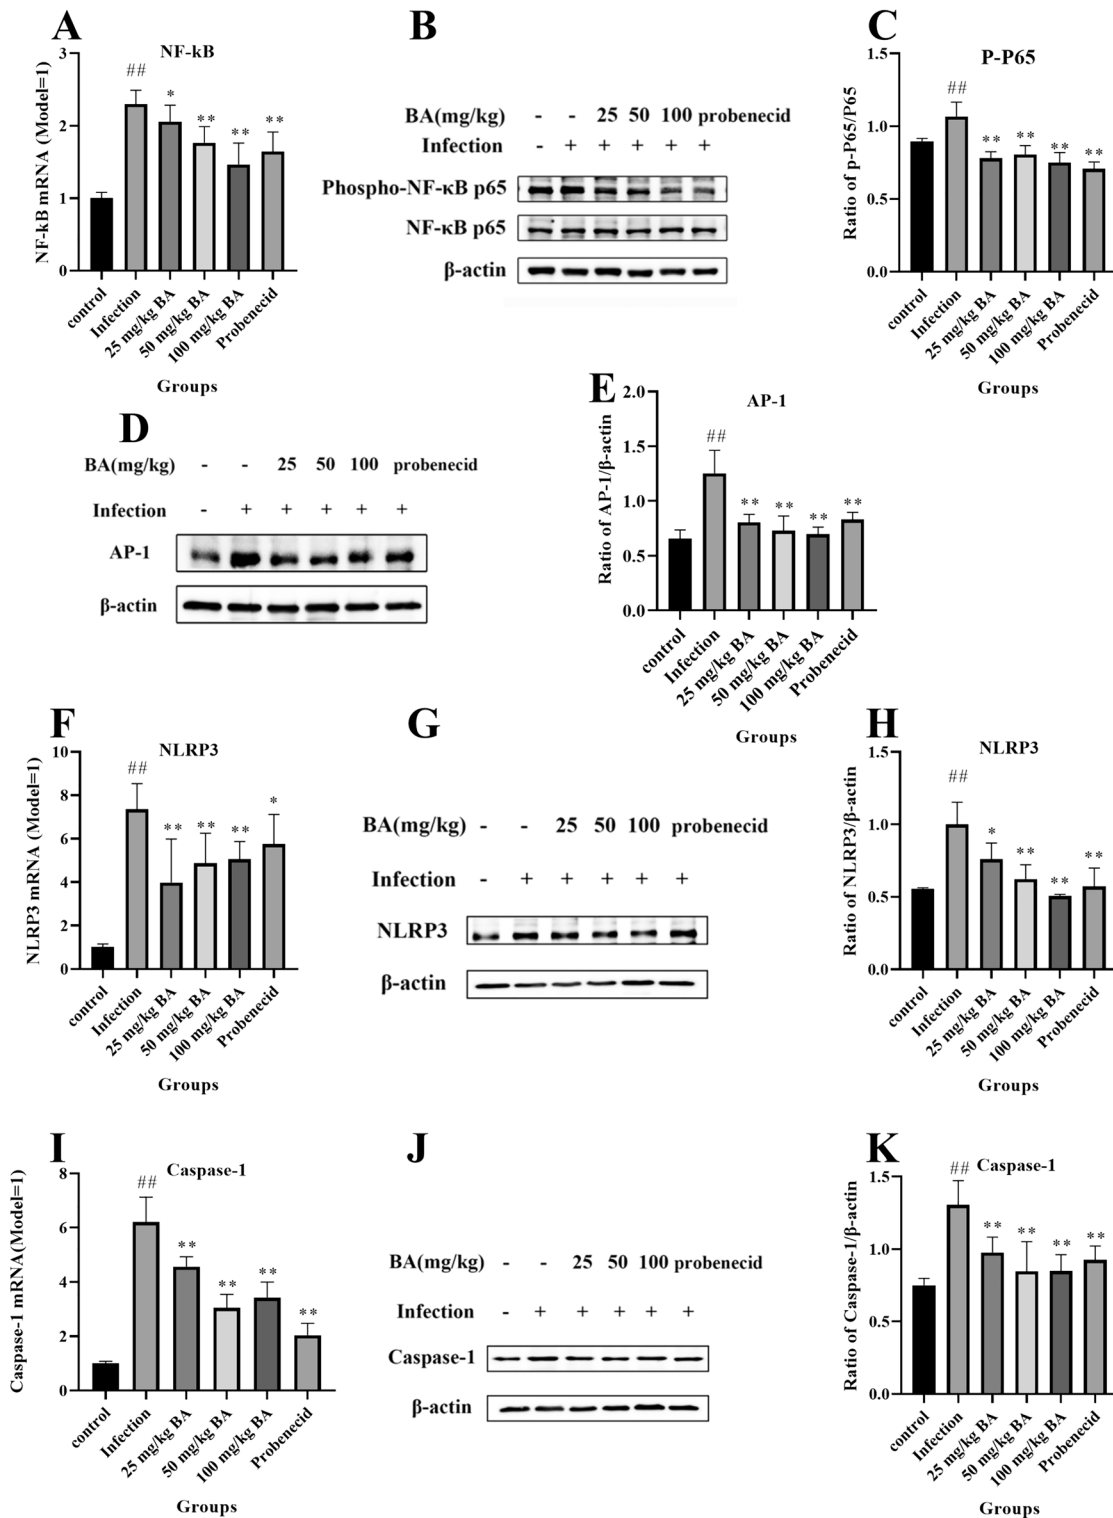 A
NF-kB
NF-kB mRNA (Model=1)
3
2
1
0
##
*
**
**
**
control
Infection
25 mg/kg BA
50 mg/kg BA
100 mg/kg BA
Probenecid
Groups
B
BA(mg/kg) - - 25 50 100 probenecid
Infection - + + + + +
Phospho-NF-κB p65
NF-κB p65
β-actin
C
P-P65
Ratio of p-P65/P65
1.5
1.0
0.5
0.0
##
**
**
**
**
control
Infection
25 mg/kg BA
50 mg/kg BA
100 mg/kg BA
Probenecid
Groups
D
BA(mg/kg) - - 25 50 100 probenecid
Infection - + + + + +
AP-1
β-actin
E
AP-1
Ratio of AP-1/β-actin
2.0
1.5
1.0
0.5
0.0
##
**
**
**
**
control
Infection
25 mg/kg BA
50 mg/kg BA
100 mg/kg BA
Probenecid
Groups
F
NLRP3
NLRP3 mRNA (Model=1)
10
8
6
4
2
0
##
**
**
**
*
control
Infection
25 mg/kg BA
50 mg/kg BA
100 mg/kg BA
Probenecid
Groups
G
BA(mg/kg) - - 25 50 100 probenecid
Infection - + + + + +
NLRP3
β-actin
H
NLRP3
Ratio of NLRP3/β-actin
1.5
1.0
0.5
0.0
##
*
**
**
**
control
Infection
25 mg/kg BA
50 mg/kg BA
100 mg/kg BA
Probenecid
Groups
I
Caspase-1
Caspase-1 mRNA(Model=1)
8
6
4
2
0
##
**
**
**
**
control
Infection
25 mg/kg BA
50 mg/kg BA
100 mg/kg BA
Probenecid
Groups
J
BA(mg/kg) - - 25 50 100 probenecid
Infection - + + + + +
Caspase-1
β-actin
K
Caspase-1
Ratio of Caspase-1/β-actin
1.5
1.0
0.5
0.0
##
**
**
**
**
control
Infection
25 mg/kg BA
50 mg/kg BA
100 mg/kg BA
Probenecid
Groups